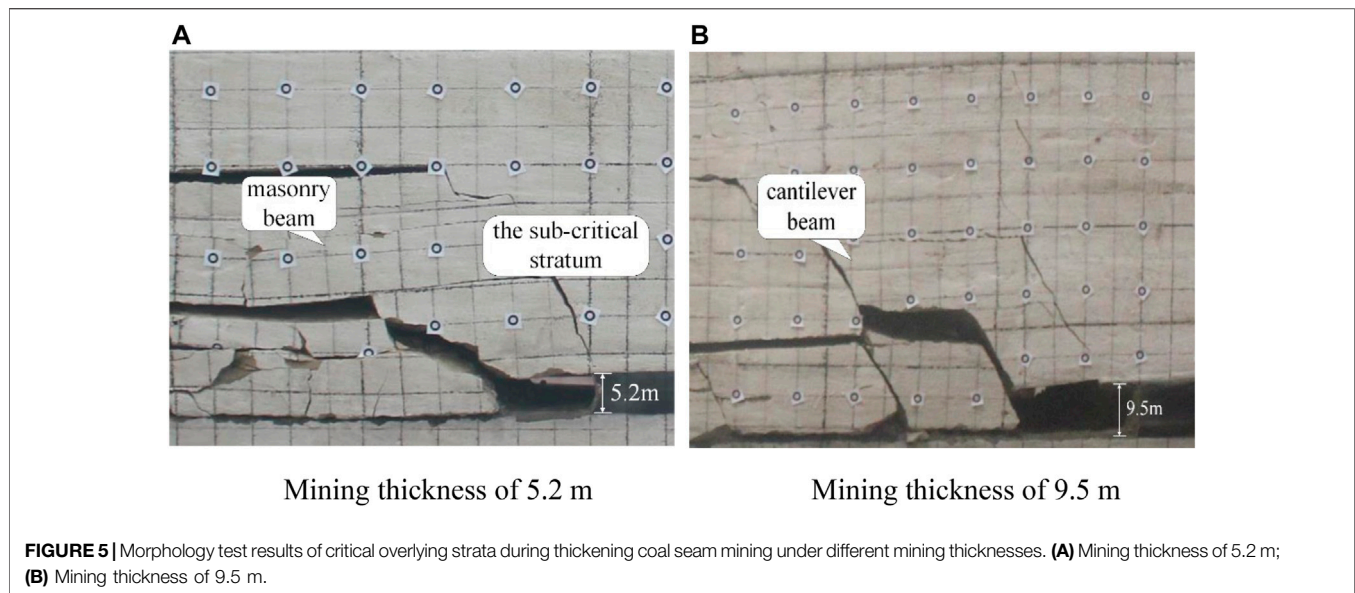 A
B
masonry
beam
the sub-critical
stratum
5.2m
cantilever
beam
9.5m
Mining thickness of 5.2 m
Mining thickness of 9.5 m
FIGURE 5 | Morphology test results of critical overlying strata during thickening coal seam mining under different mining thicknesses. (A) Mining thickness of 5.2 m;
(B) Mining thickness of 9.5 m.